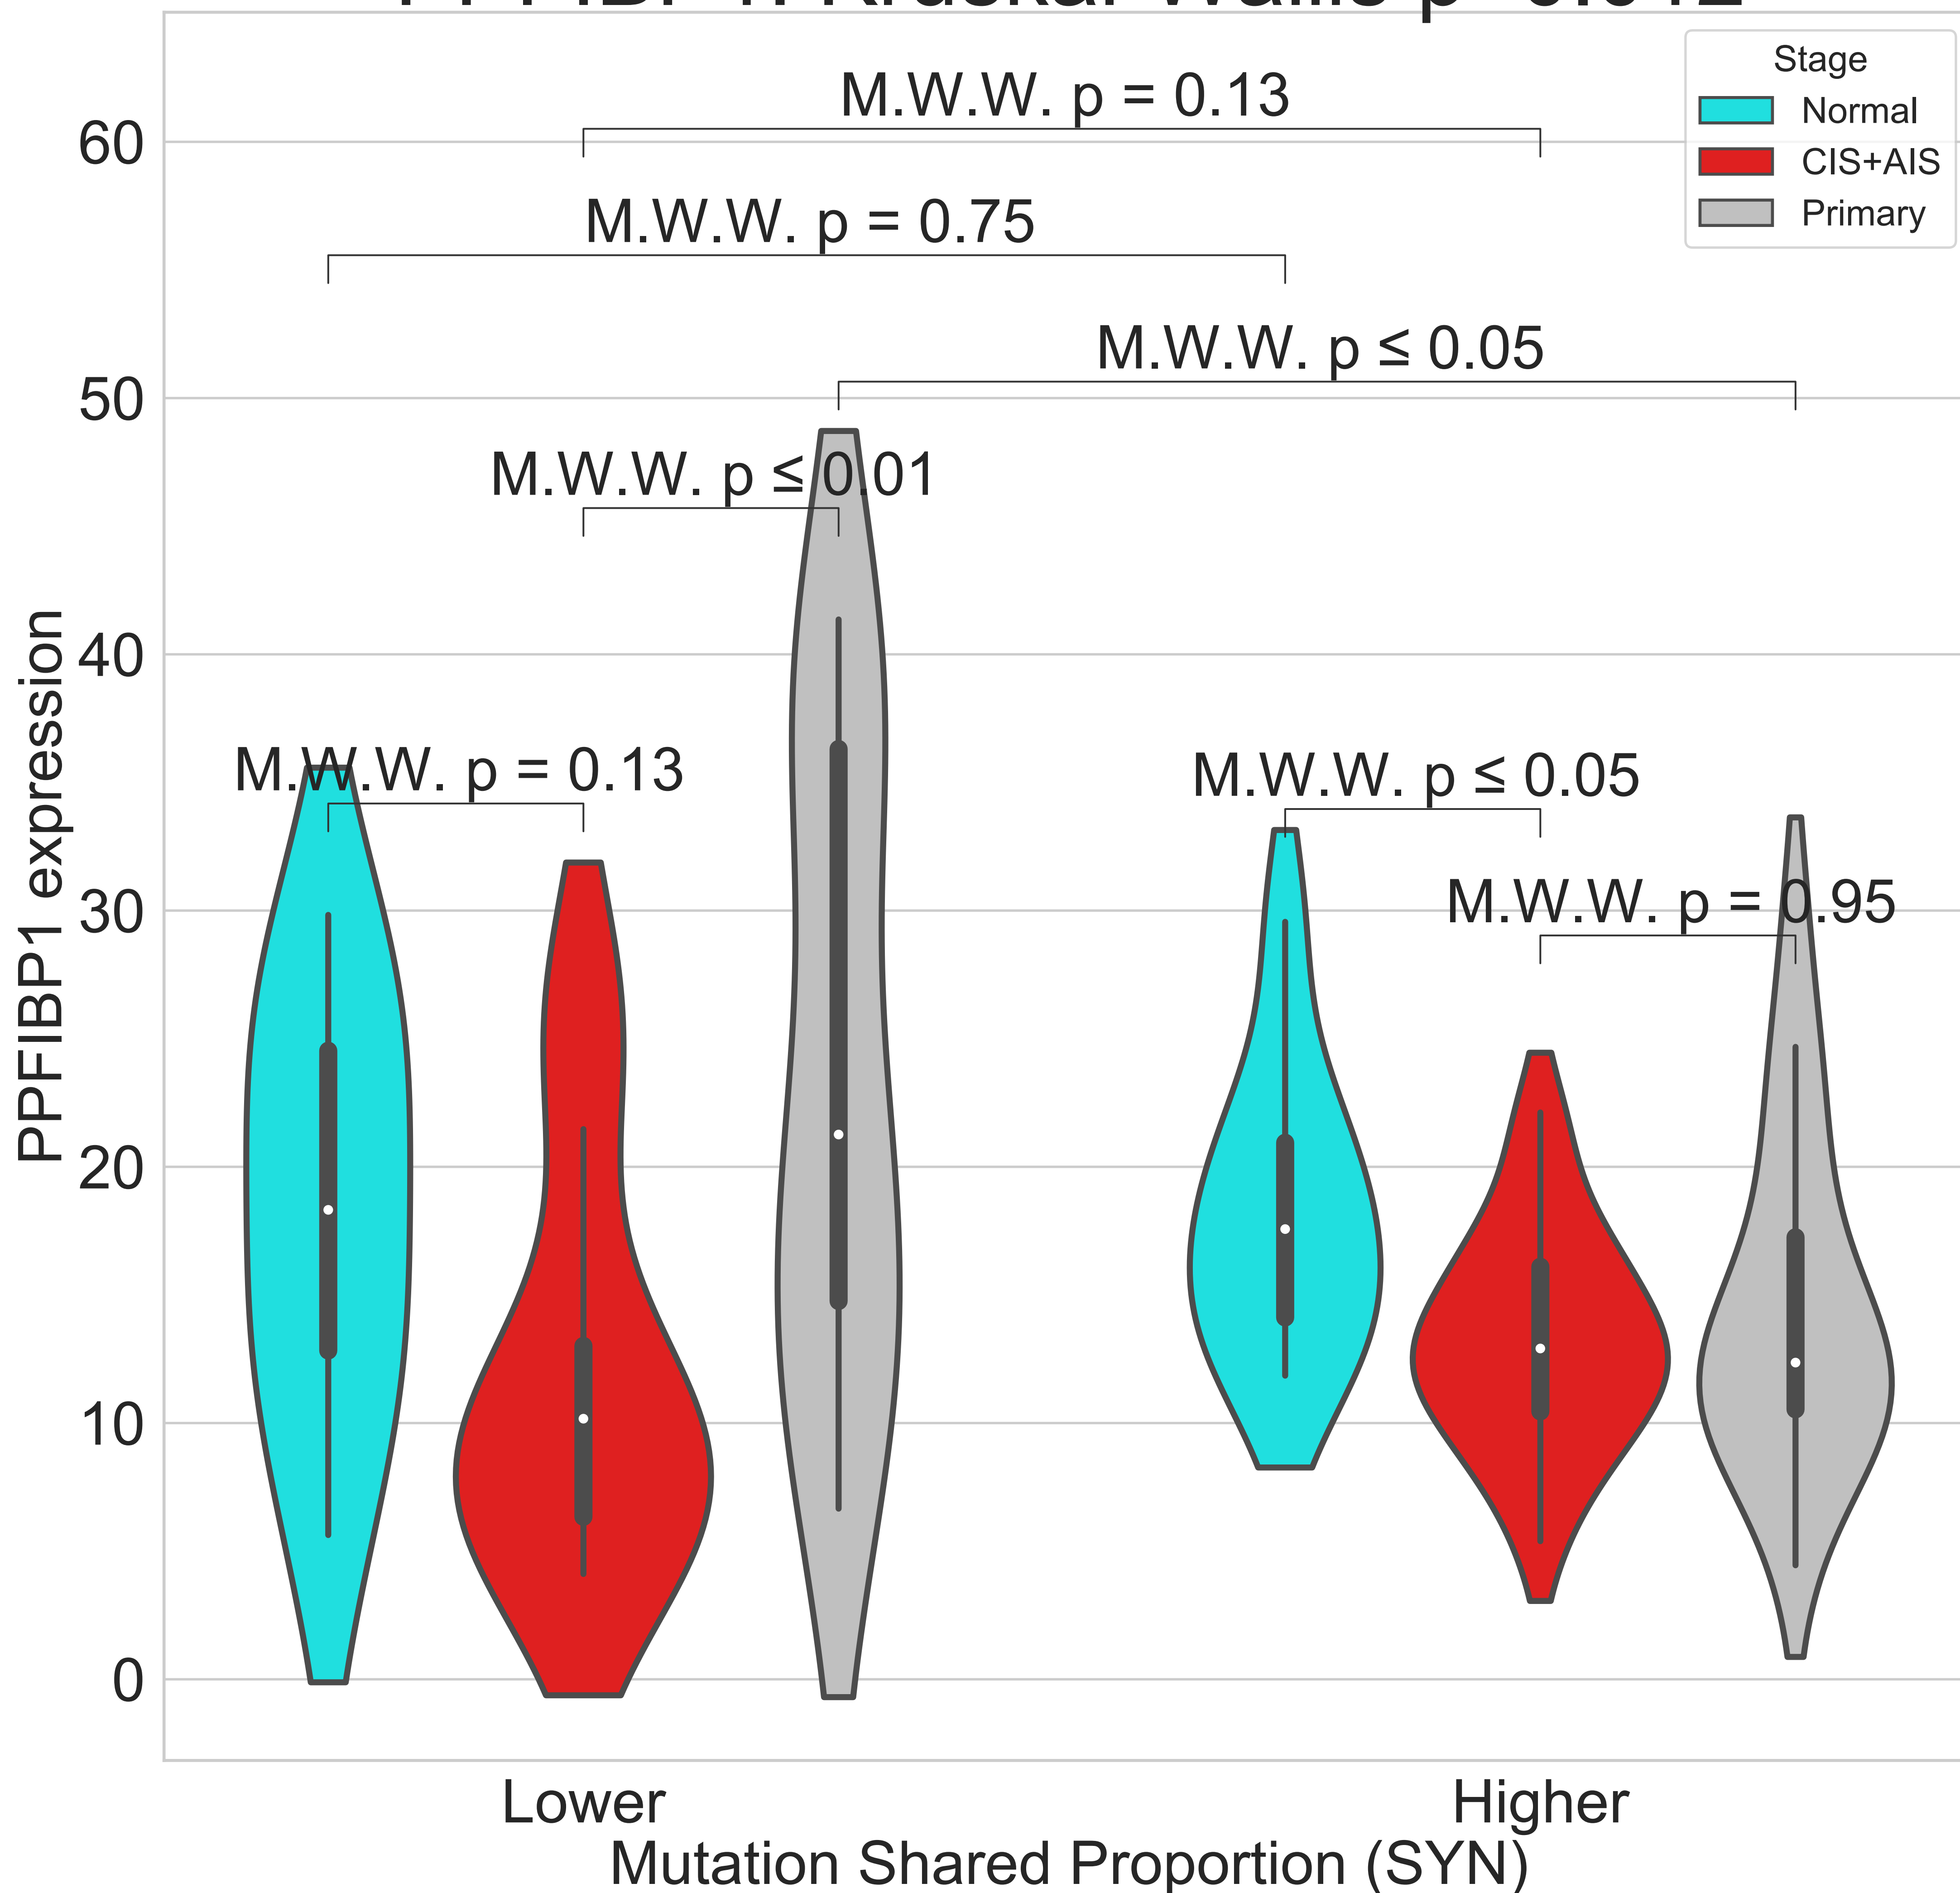 Stage
Normal
CIS+AIS
Primary
M.W.W. p = 0.13
M.W.W. p = 0.75
M.W.W. p ≤ 0.05
M.W.W. p ≤ 0.01
M.W.W. p = 0.13
M.W.W. p ≤ 0.05
M.W.W. p = 0.95
60
50
40
30
20
10
0
PPFIBP1 expression
Lower
Higher
Mutation Shared Proportion (SYN)